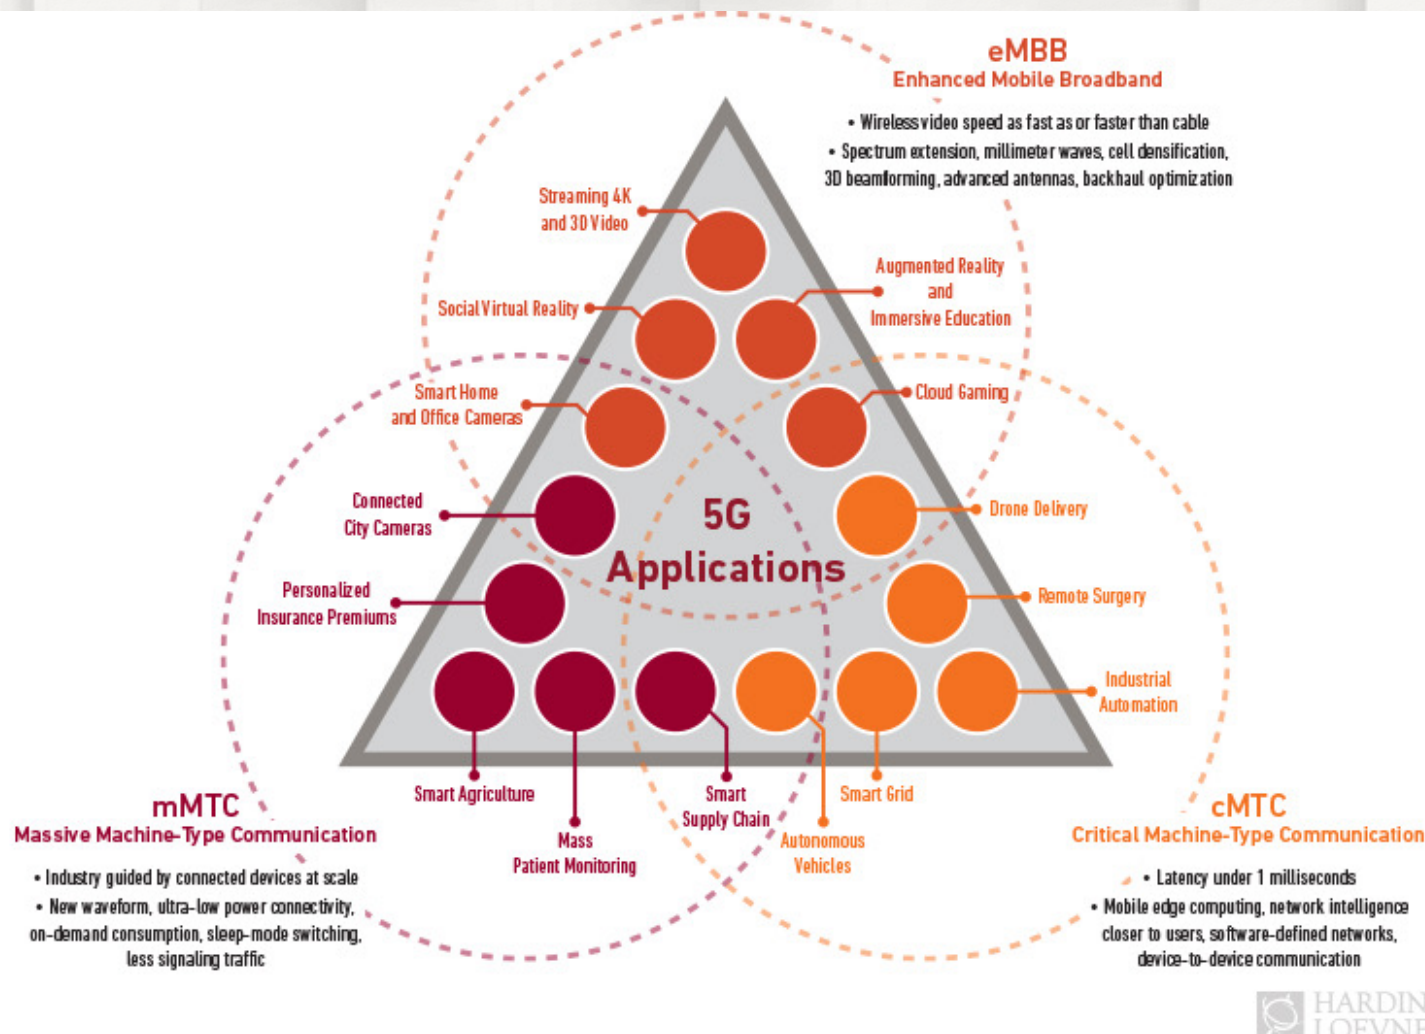 eMBB
Enhanced Mobile Broadband
• Wireless video speed as fast as or faster than cable
• Spectrum extension, millimeter waves, cell densification,
3D beamforming, advanced antennas, backhaul optimization
Streaming 4K
and 3D Video
Augmented Reality
and
Immersive Education
Social Virtual Reality
Smart Home
and Office Cameras
Cloud Gaming
Connected
City Cameras
5G
Applications
Drone Delivery
Personalized
Insurance Premiums
Remote Surgery
Industrial
Automation
Smart Agriculture
Mass
Patient Monitoring
Smart
Supply Chain
Autonomous
Vehicles
Smart Grid
mMTC
Massive Machine-Type Communication
• Industry guided by connected devices at scale
• New waveform, ultra-low power connectivity,
on-demand consumption, sleep-mode switching,
less signaling traffic
cMTC
Critical Machine-Type Communication
• Latency under 1 milliseconds
• Mobile edge computing, network intelligence
closer to users, software-defined networks,
device-to-device communication
HARDIN